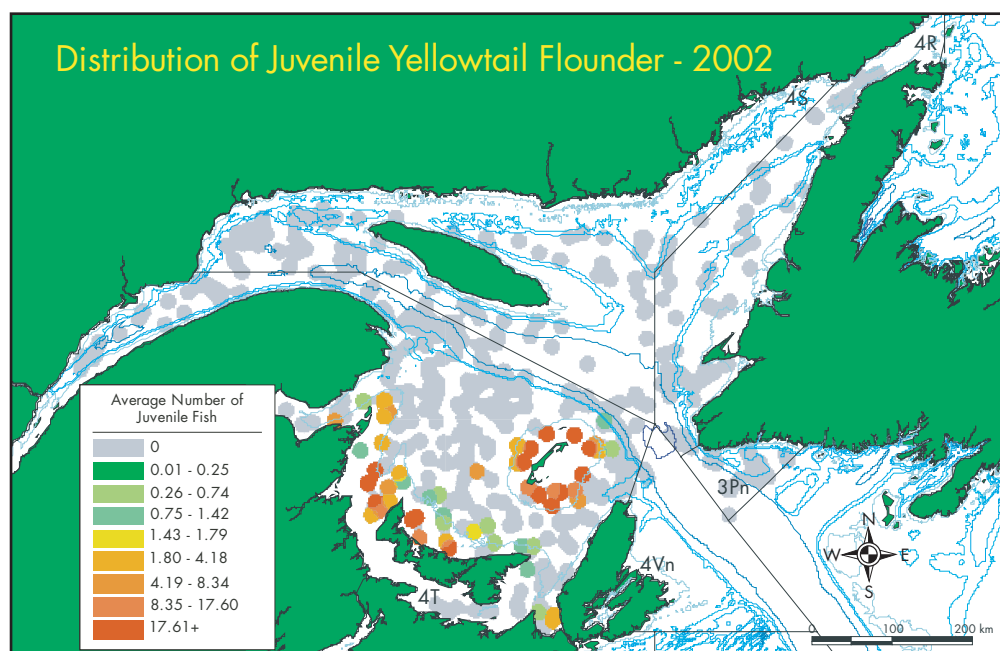 Distribution of Juvenile Yellowtail Flounder - 2002
4R
4S
Average Number of
Juvenile Fish
0
0.01 - 0.25
0.26 - 0.74
0.75 - 1.42
1.43 - 1.79
1.80 - 4.18
4.19 - 8.34
8.35 - 17.60
17.61+
3Pn
4Vn
4T
N
W E
S
0 100 200 km